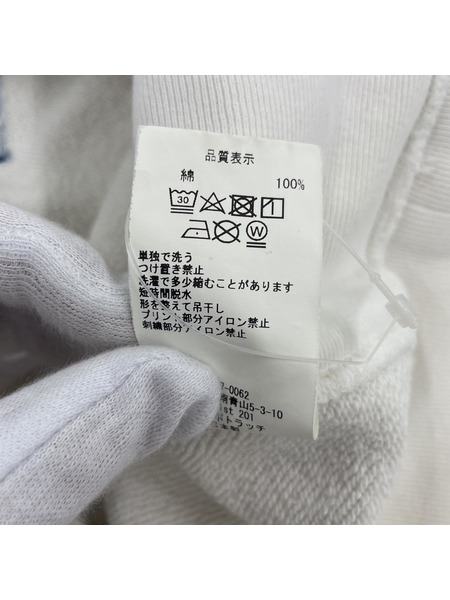 品質表示
綿 100%
30
W
単独で洗う
つけ置き禁止
洗濯で多少縮むことがあります
短時間脱水
形を整えて吊干し
プリント部分アイロン禁止
刺繍部分アイロン禁止
7-0062
南青山5-3-10
1st 201
トラッチ